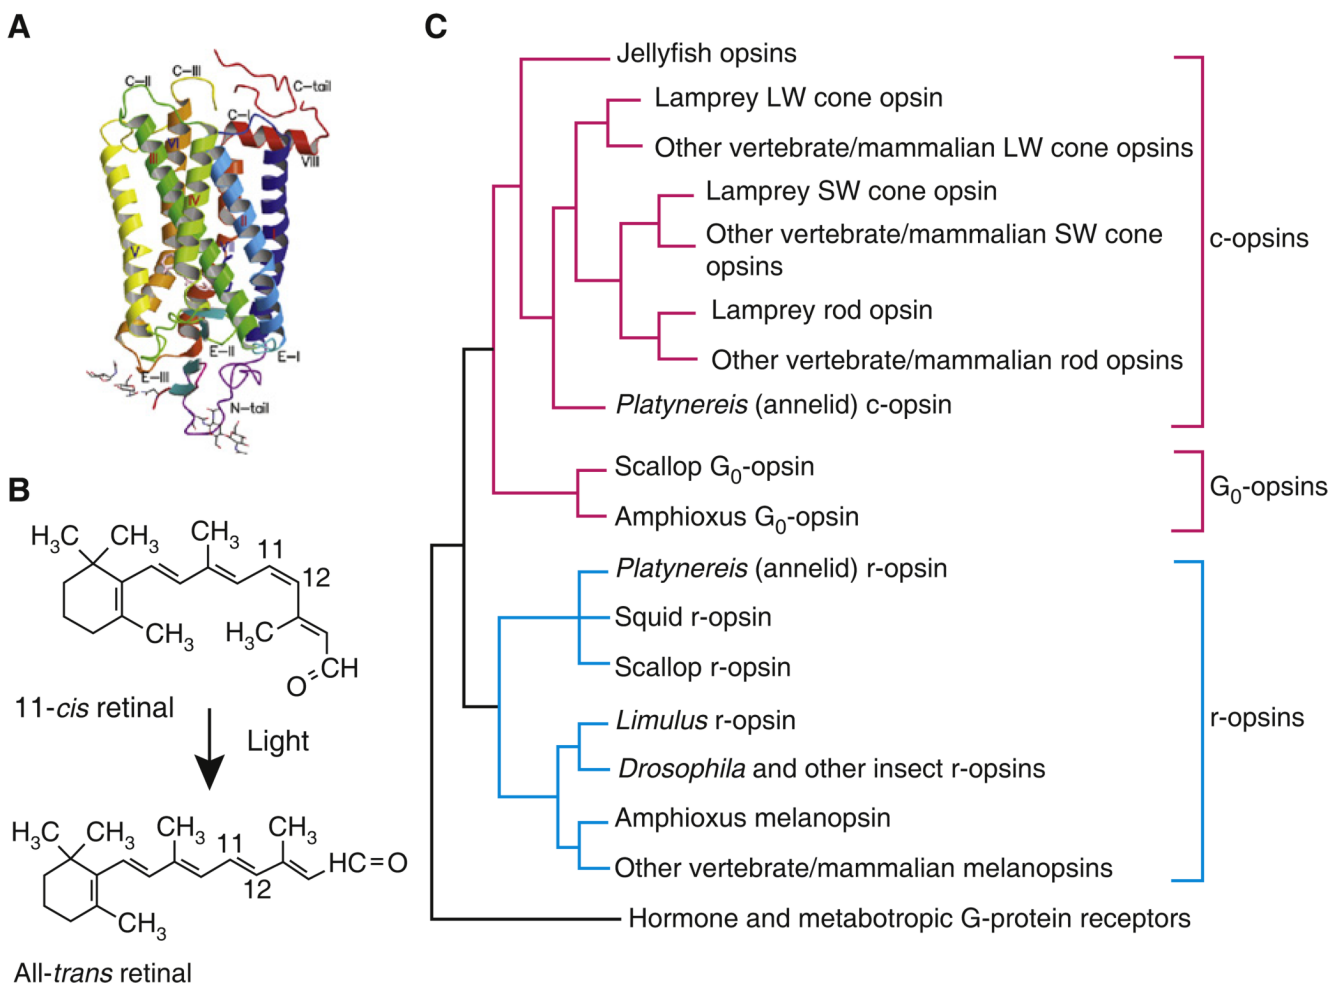 A
C-II
C-III
C-tail
C-I
VIII
III
VI
IV
II
I
V
E-II
E-I
E-III
N-tail
B
H3C
CH3
CH3
11
12
H3C
CH3
O=CH
11-cis retinal
Light
H3C
CH3
CH3
11
CH3
12
HC=O
CH3
All-trans retinal
C
Jellyfish opsins
Lamprey LW cone opsin
Other vertebrate/mammalian LW cone opsins
Lamprey SW cone opsin
Other vertebrate/mammalian SW cone
opsins
Lamprey rod opsin
Other vertebrate/mammalian rod opsins
Platynereis (annelid) c-opsin
c-opsins
Scallop G0-opsin
Amphioxus G0-opsin
G0-opsins
Platynereis (annelid) r-opsin
Squid r-opsin
Scallop r-opsin
Limulus r-opsin
Drosophila and other insect r-opsins
Amphioxus melanopsin
Other vertebrate/mammalian melanopsins
r-opsins
Hormone and metabotropic G-protein receptors